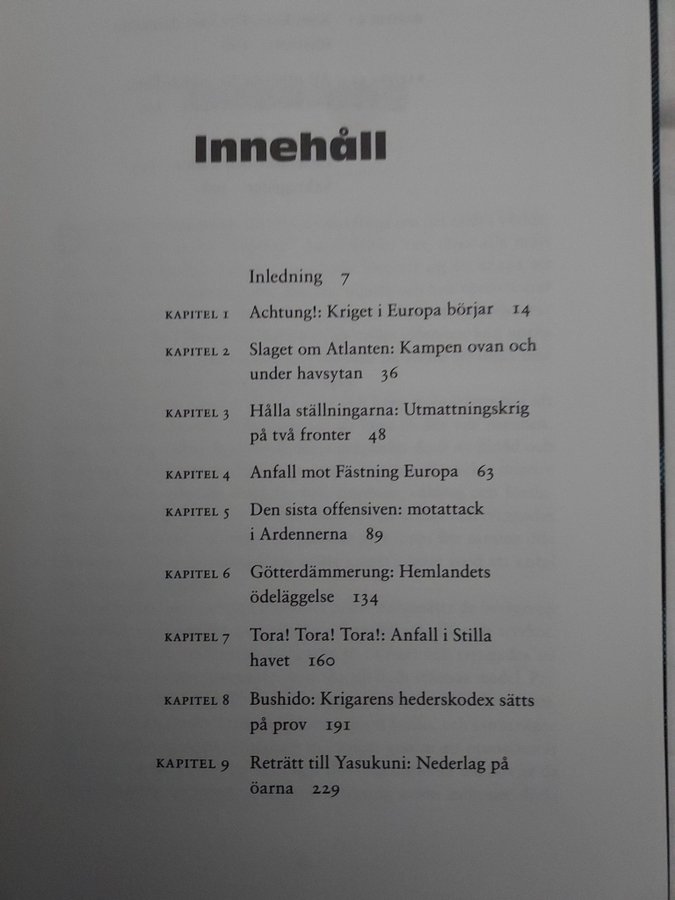 Innehåll
Inledning 7
KAPITEL 1 Achtung!: Kriget i Europa börjar 14
KAPITEL 2 Slaget om Atlanten: Kampen ovan och
under havsytan 36
KAPITEL 3 Hålla ställningarna: Utmattningskrig
på två fronter 48
KAPITEL 4 Anfall mot Fästning Europa 63
KAPITEL 5 Den sista offensiven: motattack
i Ardennerna 89
KAPITEL 6 Götterdämmerung: Hemlandets
ödeläggelse 134
KAPITEL 7 Tora! Tora! Tora!: Anfall i Stilla
havet 160
KAPITEL 8 Bushido: Krigarens hederskodex sätts
på prov 191
KAPITEL 9 Reträtt till Yasukuni: Nederlag på
öarna 229